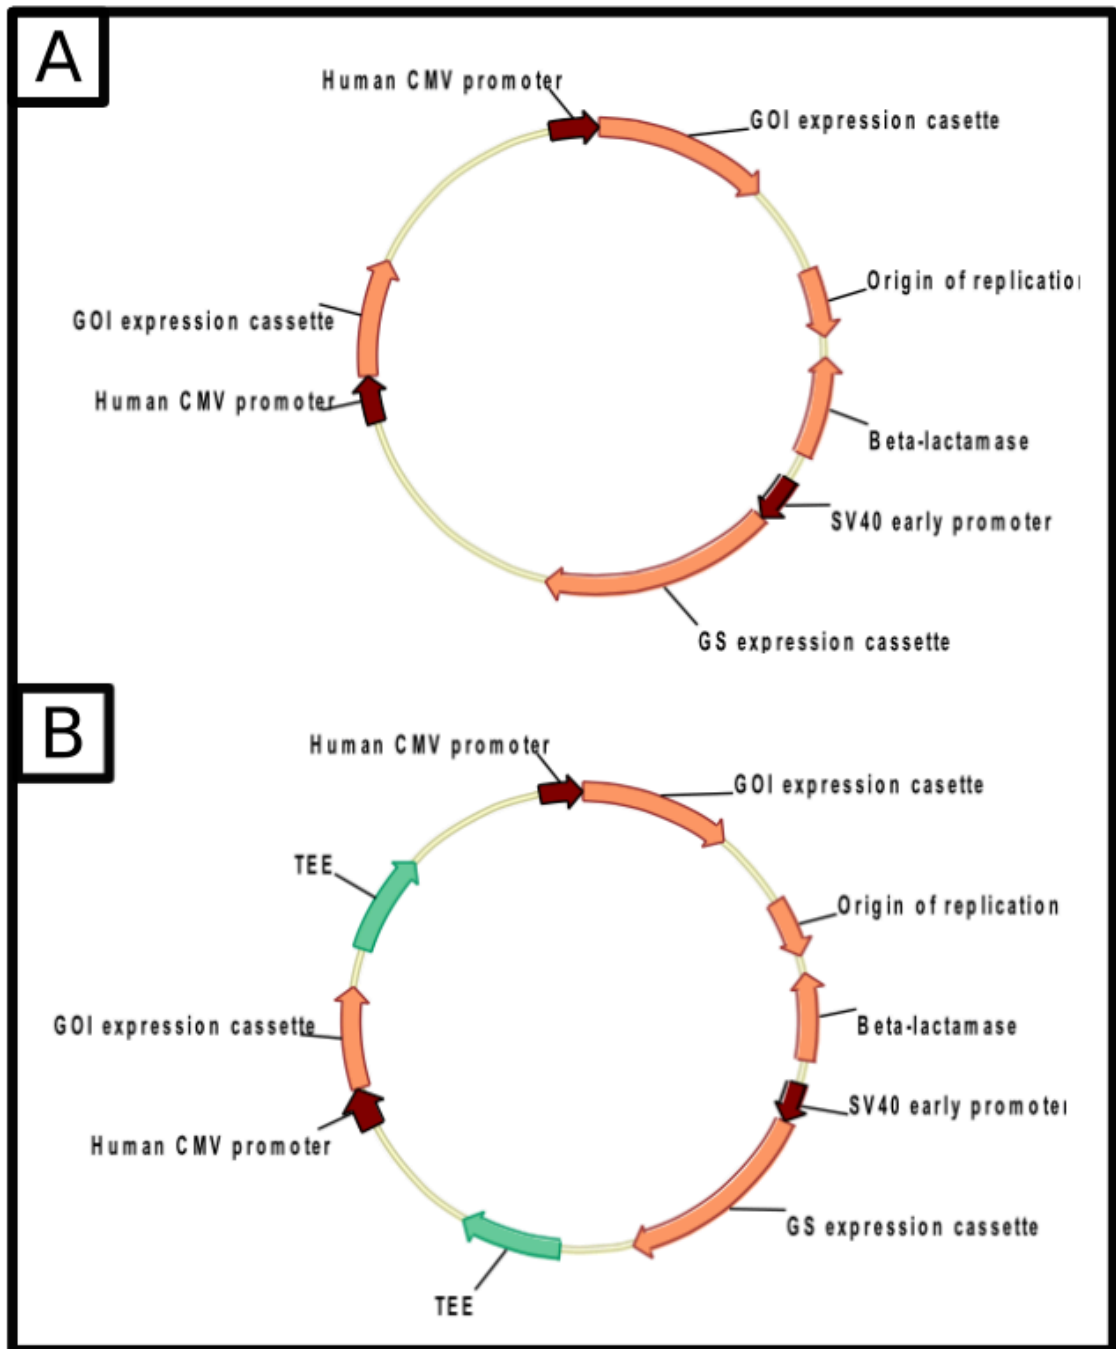 A
Human CMV promoter
GOI expression casette
Origin of replication
GOI expression cassette
Human CMV promoter
Beta-lactamase
SV40 early promoter
GS expression cassette
B
Human CMV promoter
GOI expression casette
TEE
Origin of replication
GOI expression cassette
Beta-lactamase
SV40 early promoter
Human CMV promoter
GS expression cassette
TEE